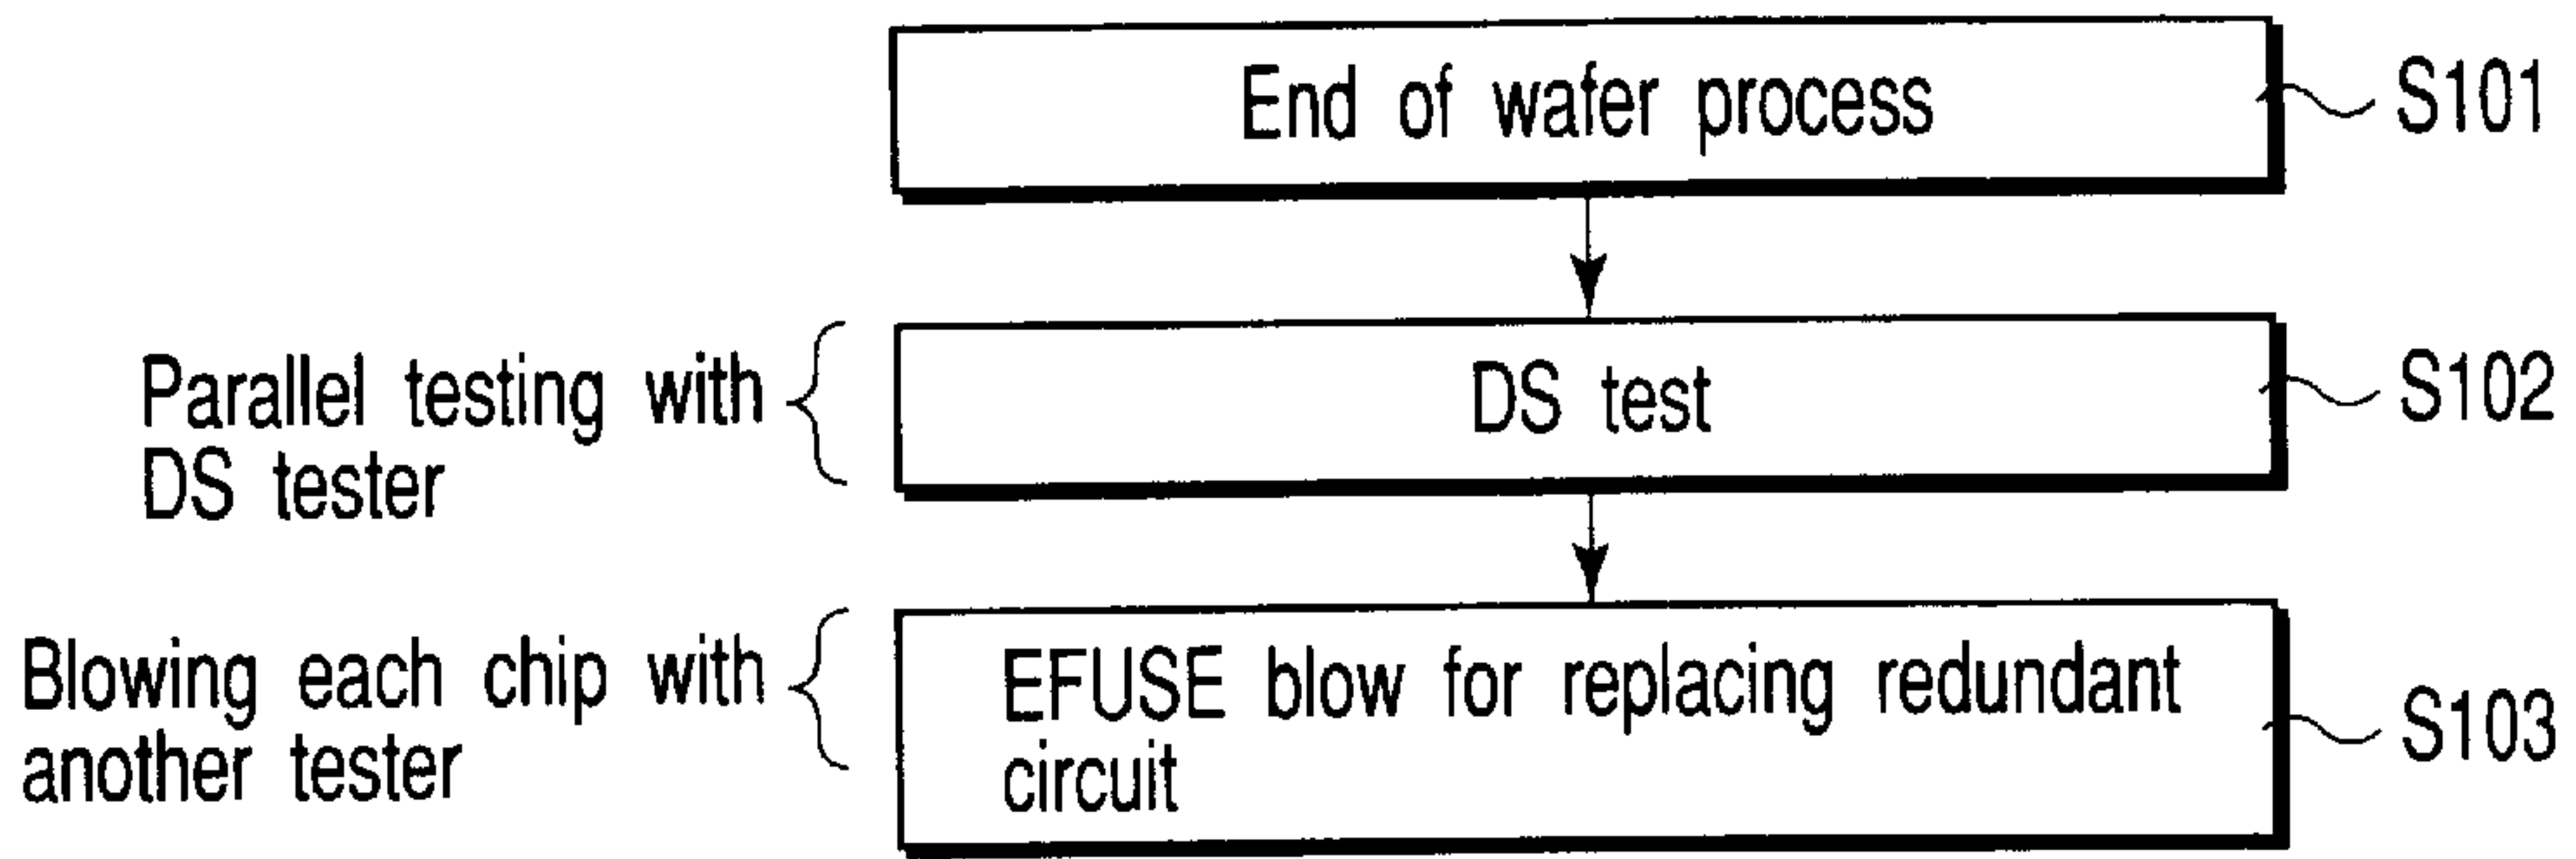 End of wafer process
S101
Parallel testing with
DS tester
DS test
S102
Blowing each chip with
another tester
EFUSE blow for replacing redundant
circuit
S103